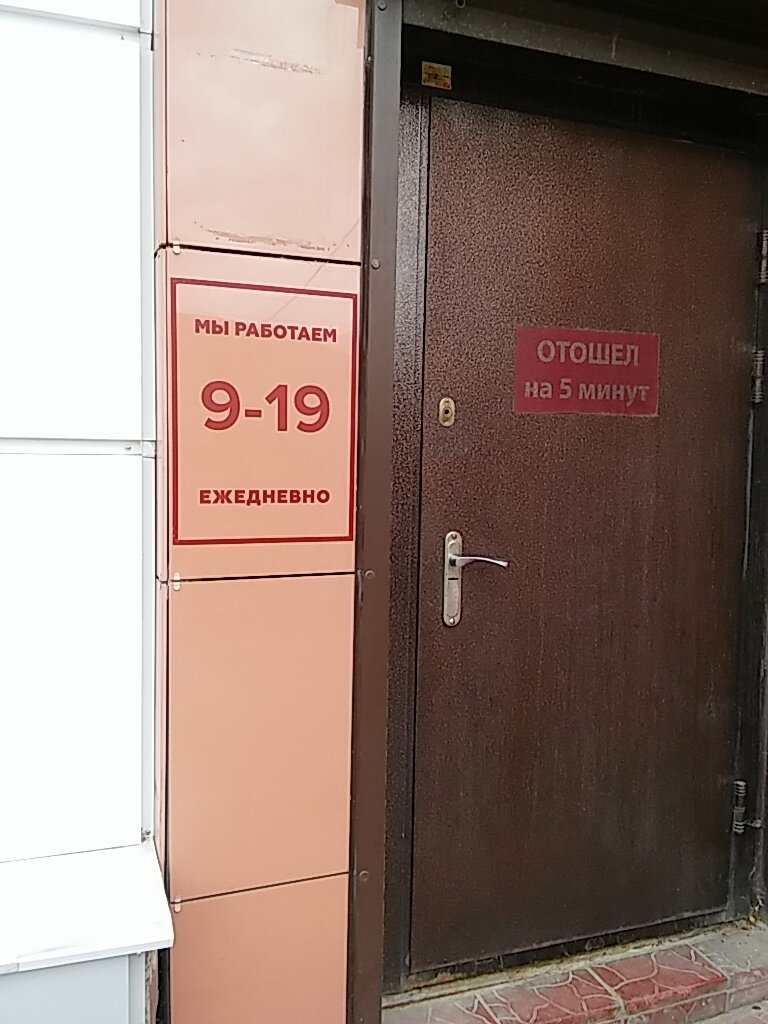 МЫ РАБОТАЕМ
9-19
ЕЖЕДНЕВНО
ОТОШЕЛ
на 5 минут